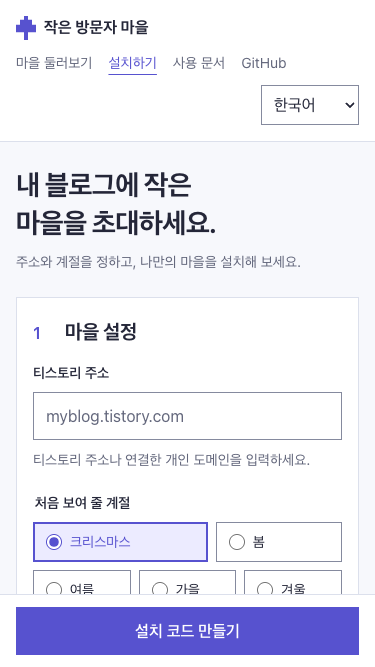 작은 방문자 마을
마을 둘러보기 설치하기 사용 문서 GitHub
한국어
내 블로그에 작은
마을을 초대하세요.
주소와 계절을 정하고, 나만의 마을을 설치해 보세요.
1 마을 설정
티스토리 주소
myblog.tistory.com
티스토리 주소나 연결한 개인 도메인을 입력하세요.
처음 보여 줄 계절
크리스마스 봄
여름 가을 겨울
설치 코드 만들기